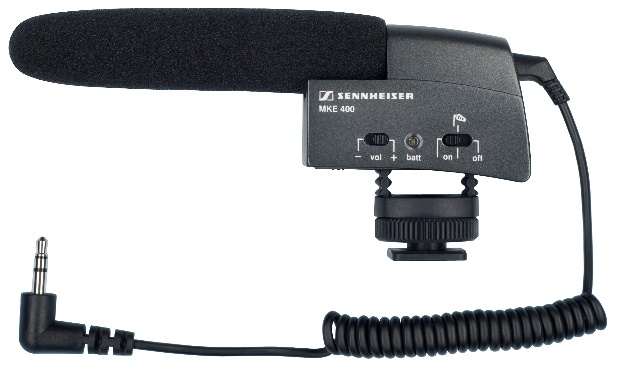 SENNHEISER
MKE 400
– vol + batt on off